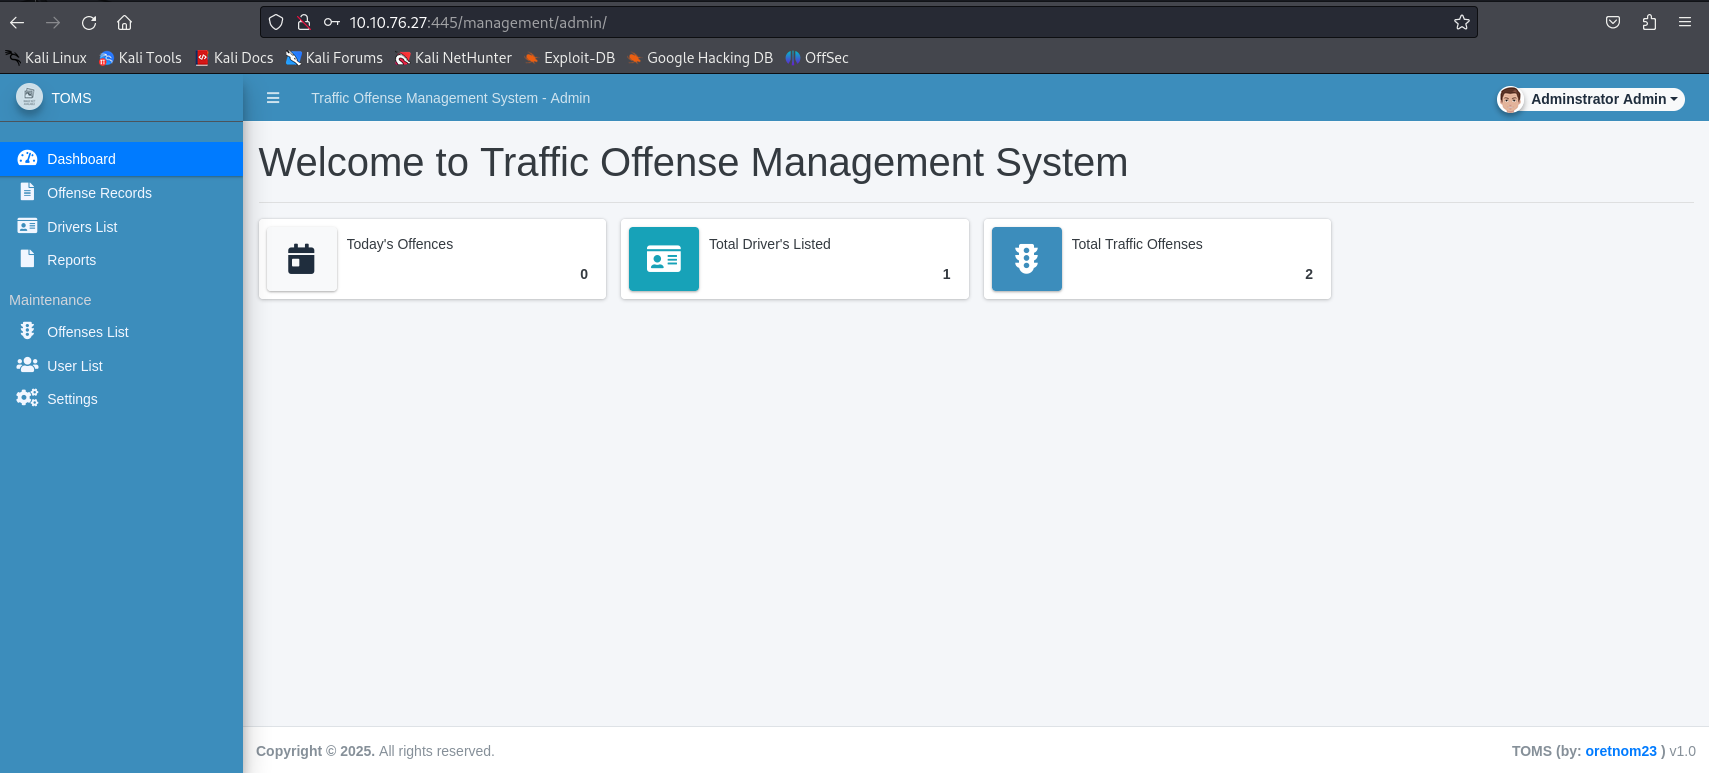 10.10.76.27:445/management/admin/
Kali Linux Kali Tools Kali Docs Kali Forums Kali NetHunter Exploit-DB Google Hacking DB OffSec
TOMS Traffic Offense Management System - Admin Adminstrator Admin
Dashboard
Offense Records
Drivers List
Reports
Maintenance
Offenses List
User List
Settings
Welcome to Traffic Offense Management System
Today's Offences
0
Total Driver's Listed
1
Total Traffic Offenses
2
Copyright © 2025. All rights reserved. TOMS (by: oretnom23 ) v1.0